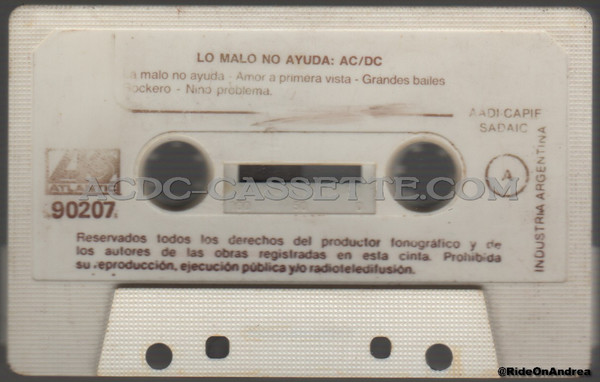 LO MALO NO AYUDA: AC/DC
a malo no ayuda - Amor a primera vista - Grandes bailes
Rockero - Nino problema.
AADI-CAPIF
SADAIC
ATLANTIC
90207
A
INDUSTRIA ARGENTINA
ACDC-CASSETTE.COM
Reservados todos los derechos del productor fonográfico y de
los autores de las obras registradas en esta cinta. Prohibida
su reproducción, ejecución pública y/o radioteledifusión.
@RideOnAndrea